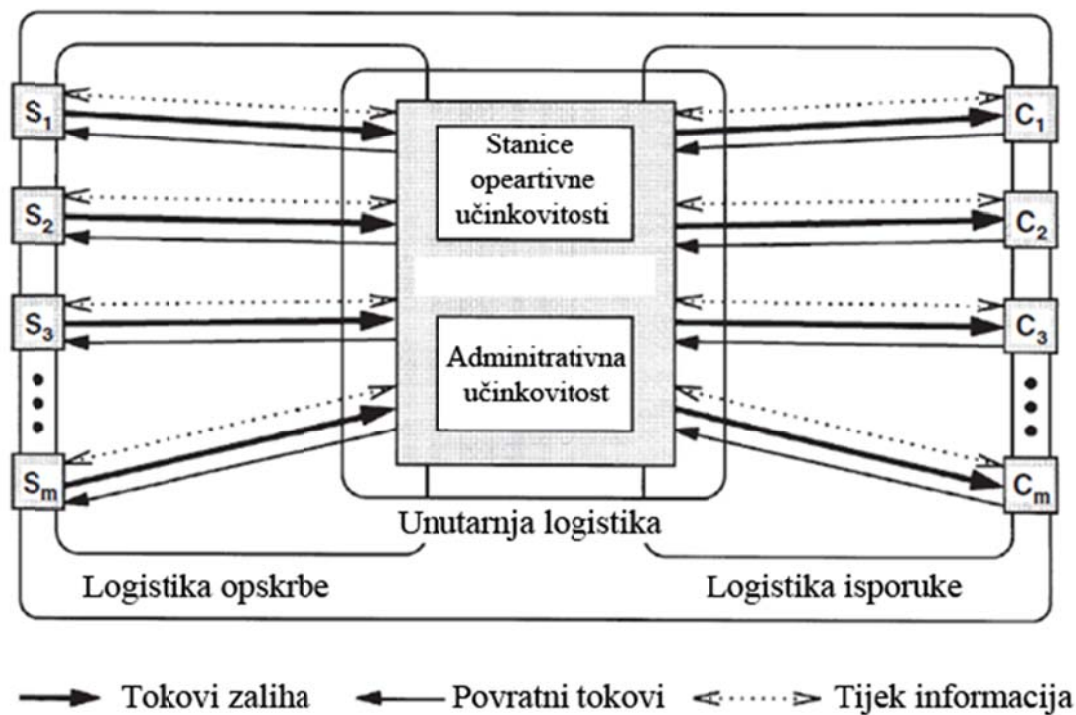 S1
S2
S3
Sm
Stanice
opeartivne
učinkovitosti
Adminitrativna
učinkovitost
C1
C2
C3
Cm
Unutarnja logistika
Logistika opskrbe
Logistika isporuke
Tokovi zaliha
Povratni tokovi
Tijek informacija